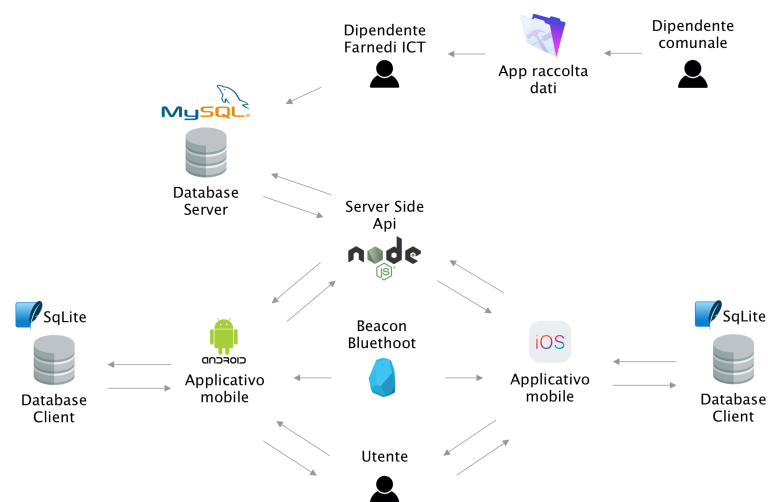 Dipendente
Farnedi ICT
App raccolta
dati
Dipendente
comunale
MySQL®
Database
Server
Server Side
Api
node
JS®
SqLite
Database
Client
ANDROID
Applicativo
mobile
Beacon
Bluethoot
iOS
Applicativo
mobile
SqLite
Database
Client
Utente